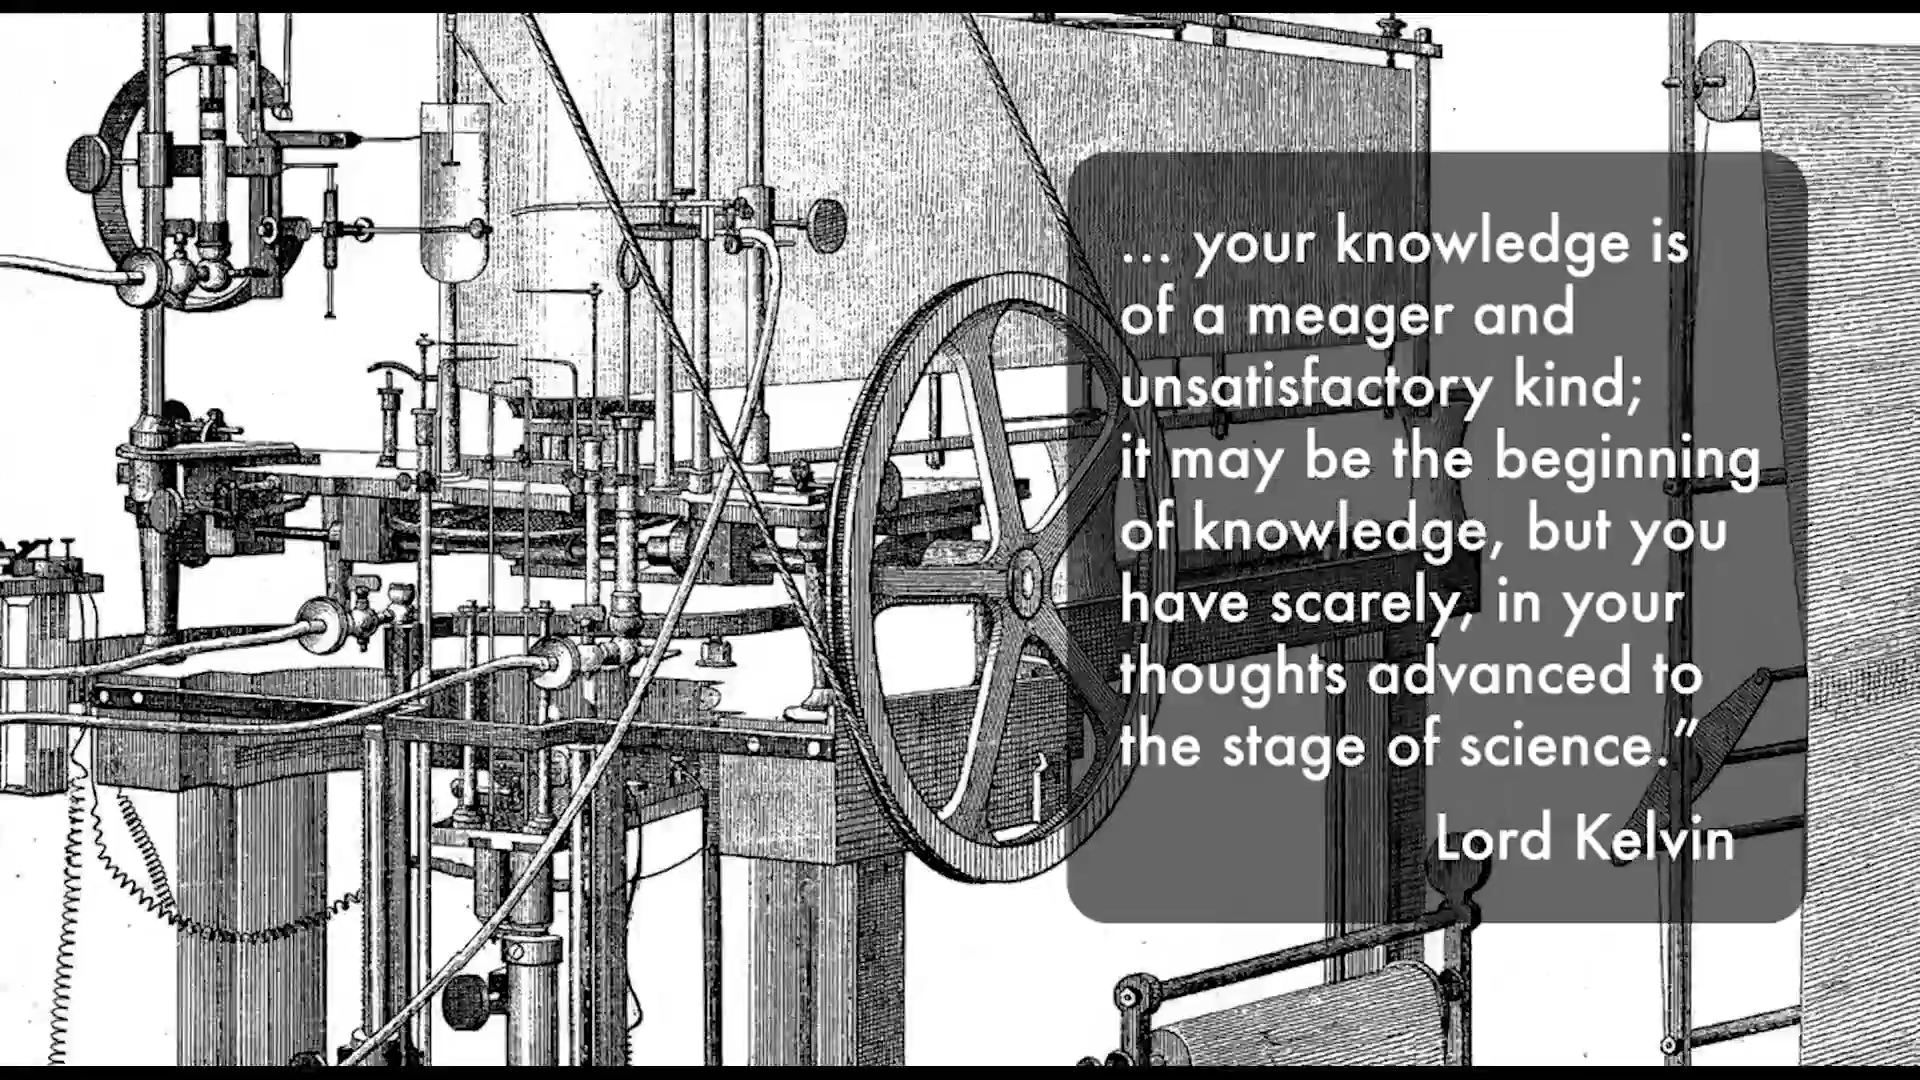 ... your knowledge is
of a meager and
unsatisfactory kind;
it may be the beginning
of knowledge, but you
have scarely, in your
thoughts advanced to
the stage of science.”
Lord Kelvin